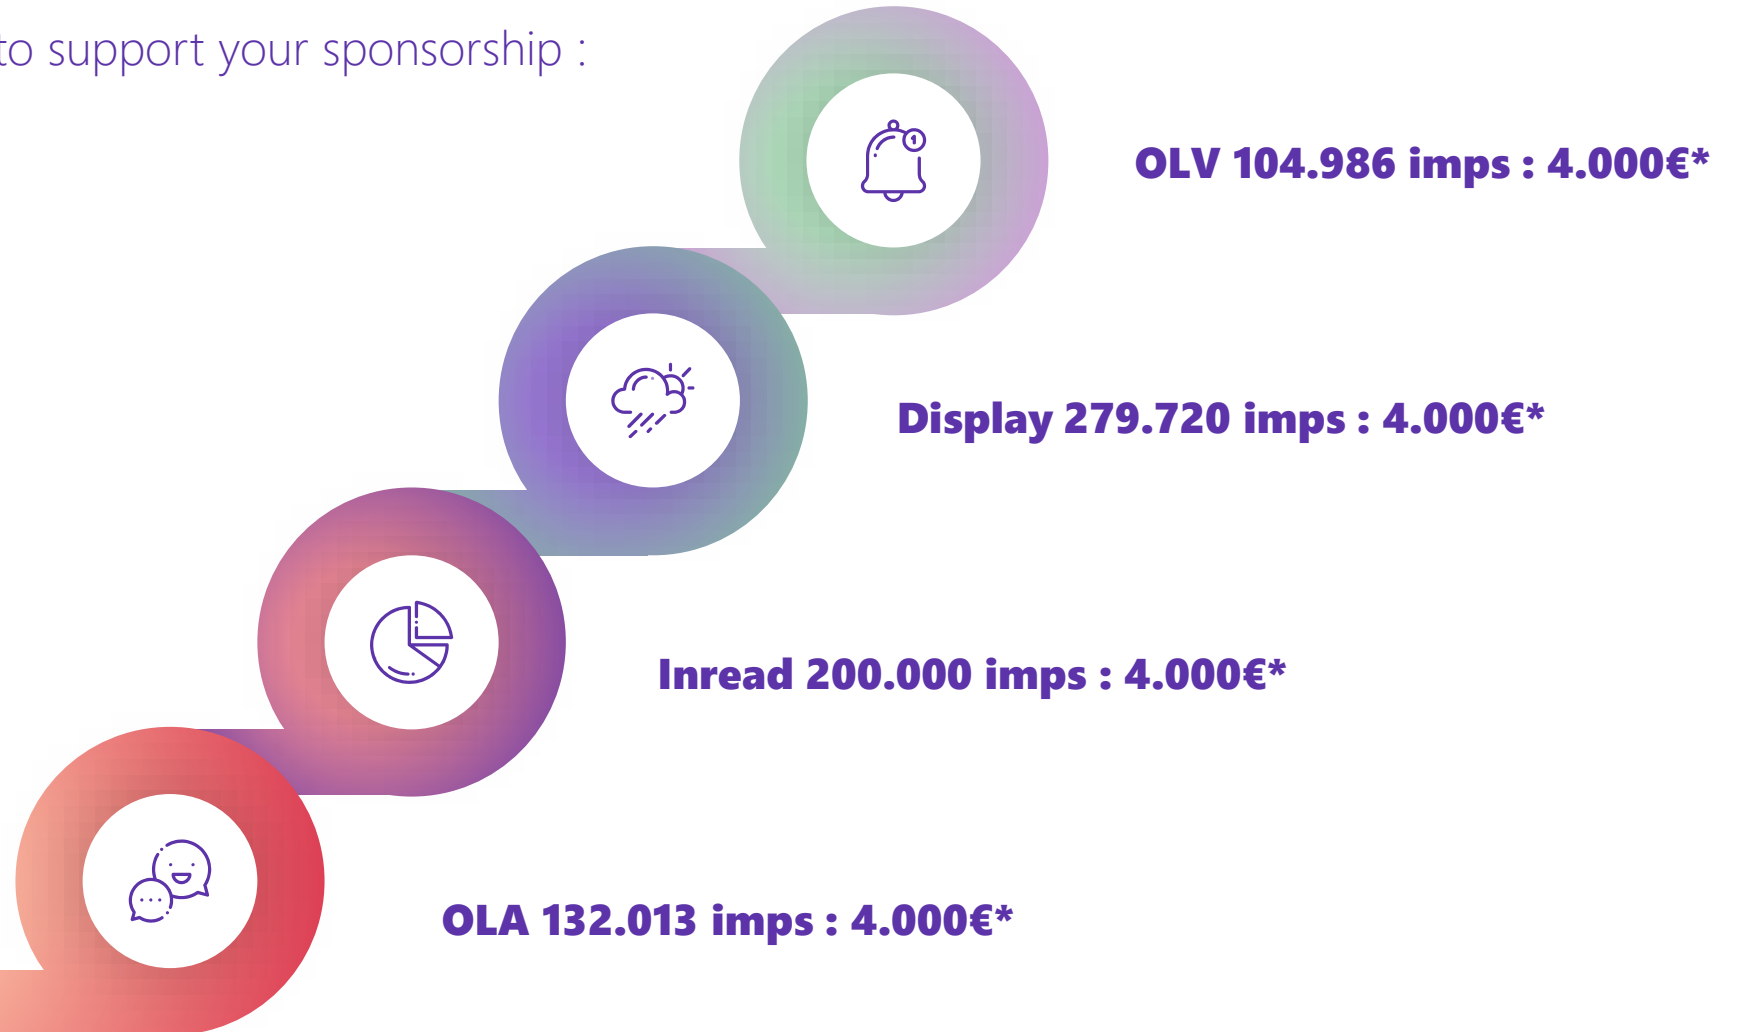 to support your sponsorship :
OLV 104.986 imps : 4.000€*
Display 279.720 imps : 4.000€*
Inread 200.000 imps : 4.000€*
OLA 132.013 imps : 4.000€*